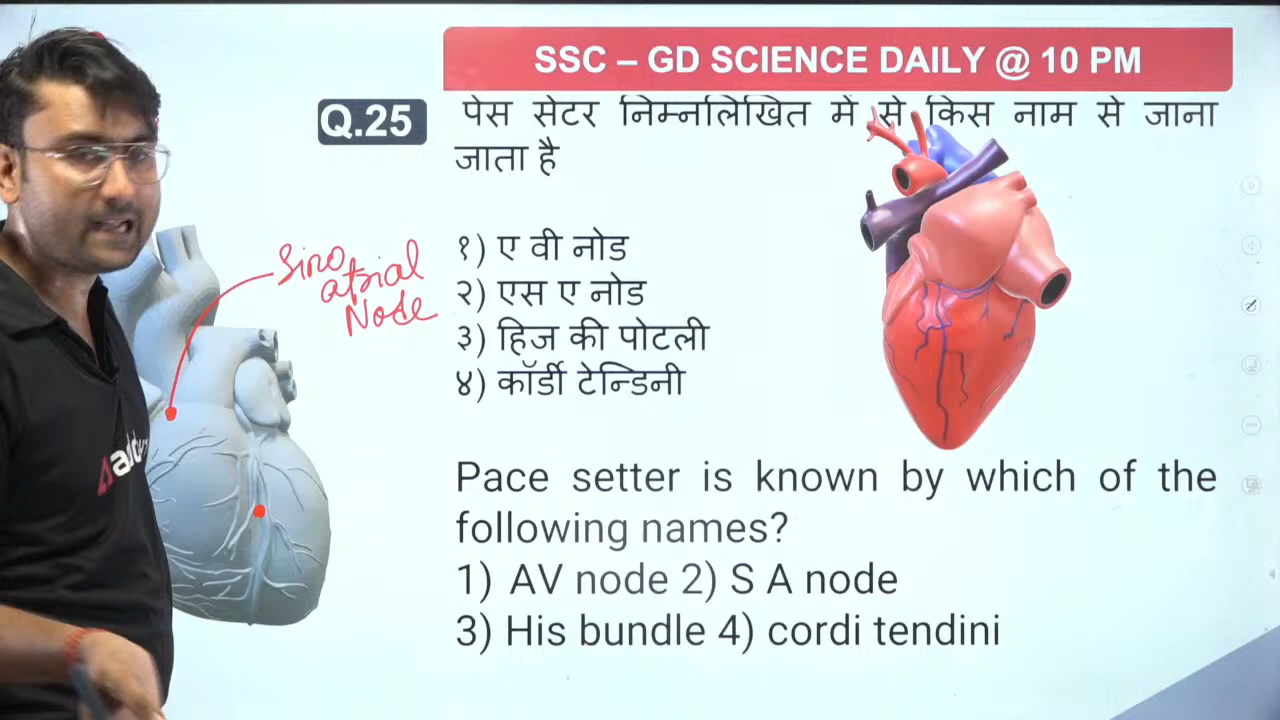 SSC – GD SCIENCE DAILY @ 10 PM
Q.25
पेस सेटर निम्नलिखित में से किस नाम से जाना
जाता है
Sino
atrial
Node
१) ए वी नोड
२) एस ए नोड
३) हिज की पोटली
४) कॉर्डी टेन्डिनी
Pace setter is known by which of the
following names?
1) AV node 2) S A node
3) His bundle 4) cordi tendini